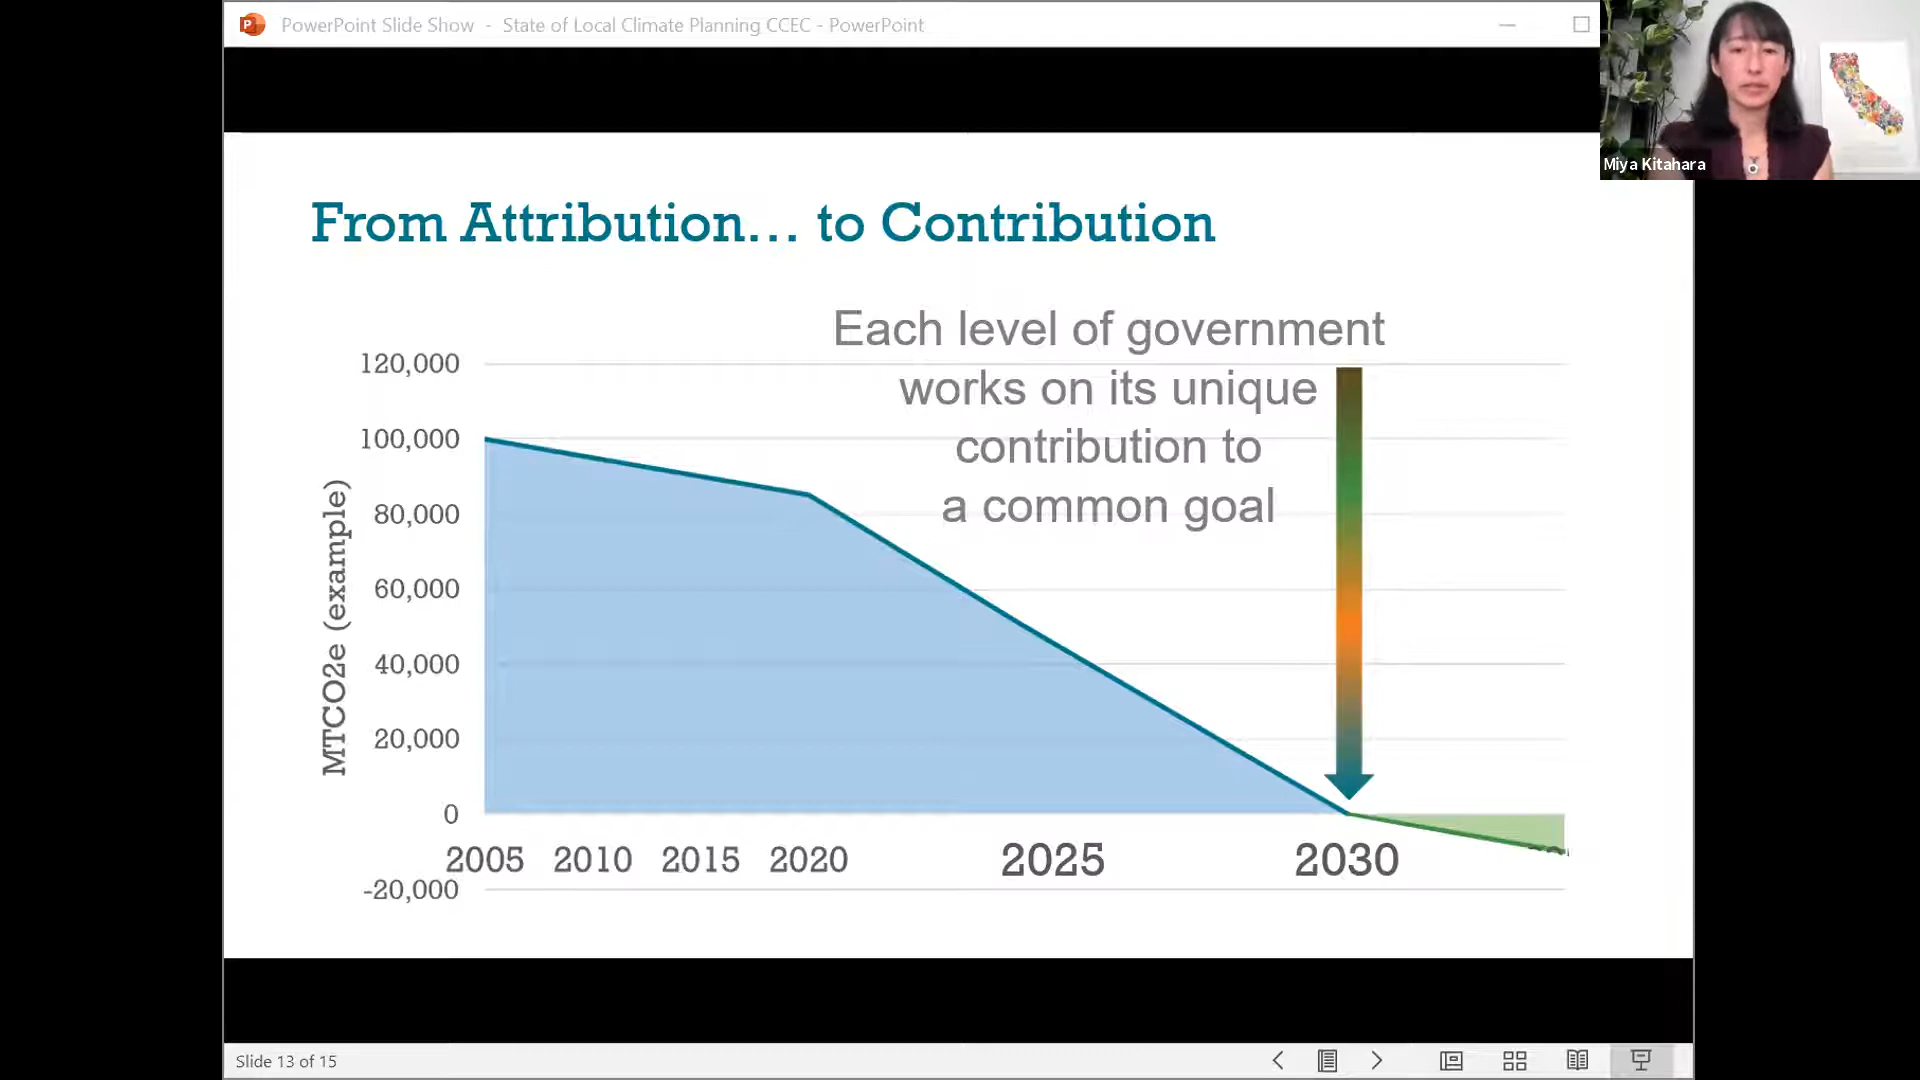 PowerPoint Slide Show - State of Local Climate Planning CCEC - PowerPoint
Miya Kitahara
From Attribution... to Contribution
Each level of government
works on its unique
contribution to
a common goal
120,000
100,000
80,000
60,000
40,000
20,000
0
-20,000
MTCO2e (example)
2005 2010 2015 2020 2025 2030
Slide 13 of 15